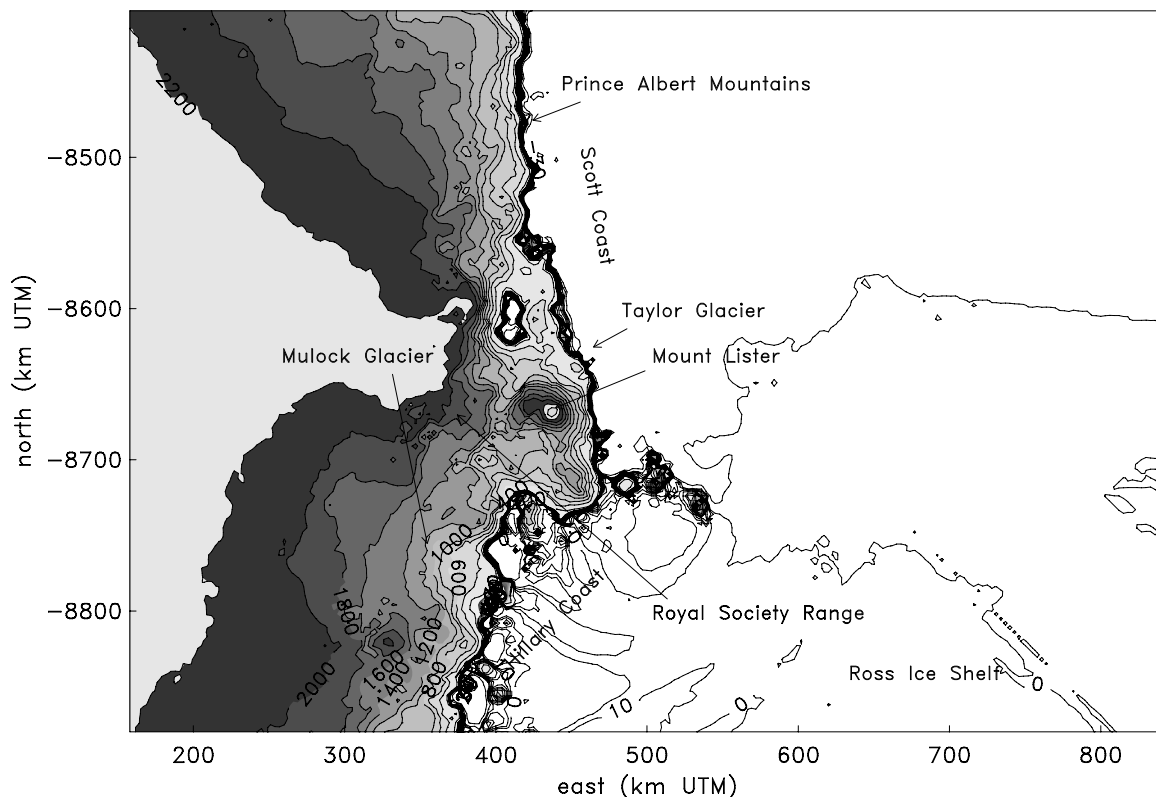 2200
Prince Albert Mountains
−8500
Scott Coast
−8600
Taylor Glacier
Mulock Glacier
Mount Lister
north (km UTM)
−8700
1000
600
−8800
1800
1200
Hillary Coast
Royal Society Range
2000
1600
1400
800
Ross Ice Shelf
0
0
10
0
200
300
400
500
600
700
800
east (km UTM)